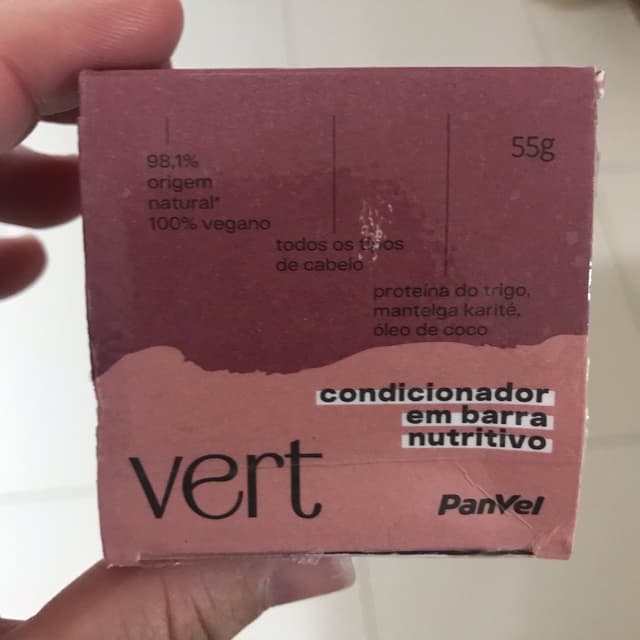 98,1%
origem
natural*
100% vegano
55g
todos os tipos
de cabelo
proteína do trigo,
manteiga karité,
óleo de coco
condicionador
em barra
nutritivo
vert
PanVel